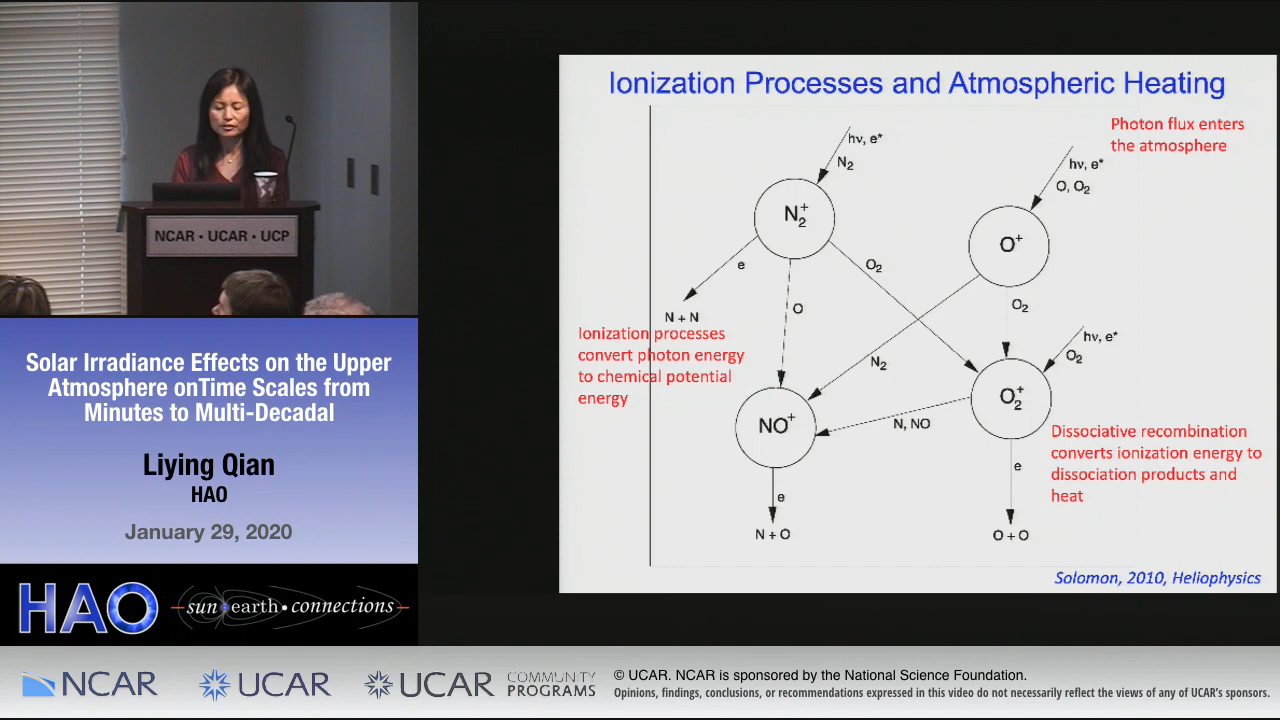 NCAR • UCAR • UCP
Solar Irradiance Effects on the Upper
Atmosphere onTime Scales from
Minutes to Multi-Decadal
Liying Qian
HAO
January 29, 2020
HAO
sun earth • connections
Ionization Processes and Atmospheric Heating
Photon flux enters
the atmosphere
hν, e*
N₂
hν, e*
O, O₂
N₂⁺
O⁺
e
O₂
O
O₂
N + N
hν, e*
O₂
Ionization processes
convert photon energy
to chemical potential
energy
N₂
O₂⁺
NO⁺
N, NO
Dissociative recombination
converts ionization energy to
dissociation products and
heat
e
e
N + O
O + O
Solomon, 2010, Heliophysics
NCAR
UCAR
UCAR
COMMUNITY
PROGRAMS
© UCAR. NCAR is sponsored by the National Science Foundation.
Opinions, findings, conclusions, or recommendations expressed in this video do not necessarily reflect the views of any of UCAR's sponsors.